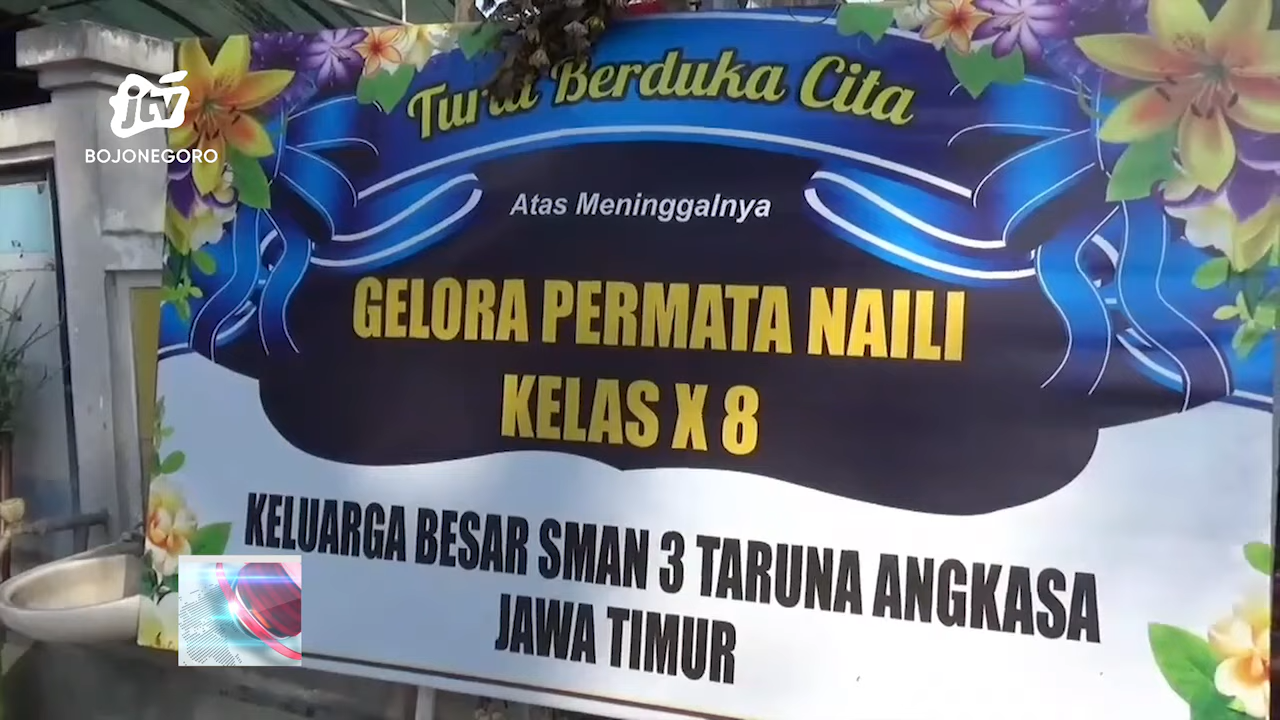 jtv
BOJONEGORO
Turut Berduka Cita
Atas Meninggalnya
GELORA PERMATA NAILI
KELAS X 8
KELUARGA BESAR SMAN 3 TARUNA ANGKASA
JAWA TIMUR